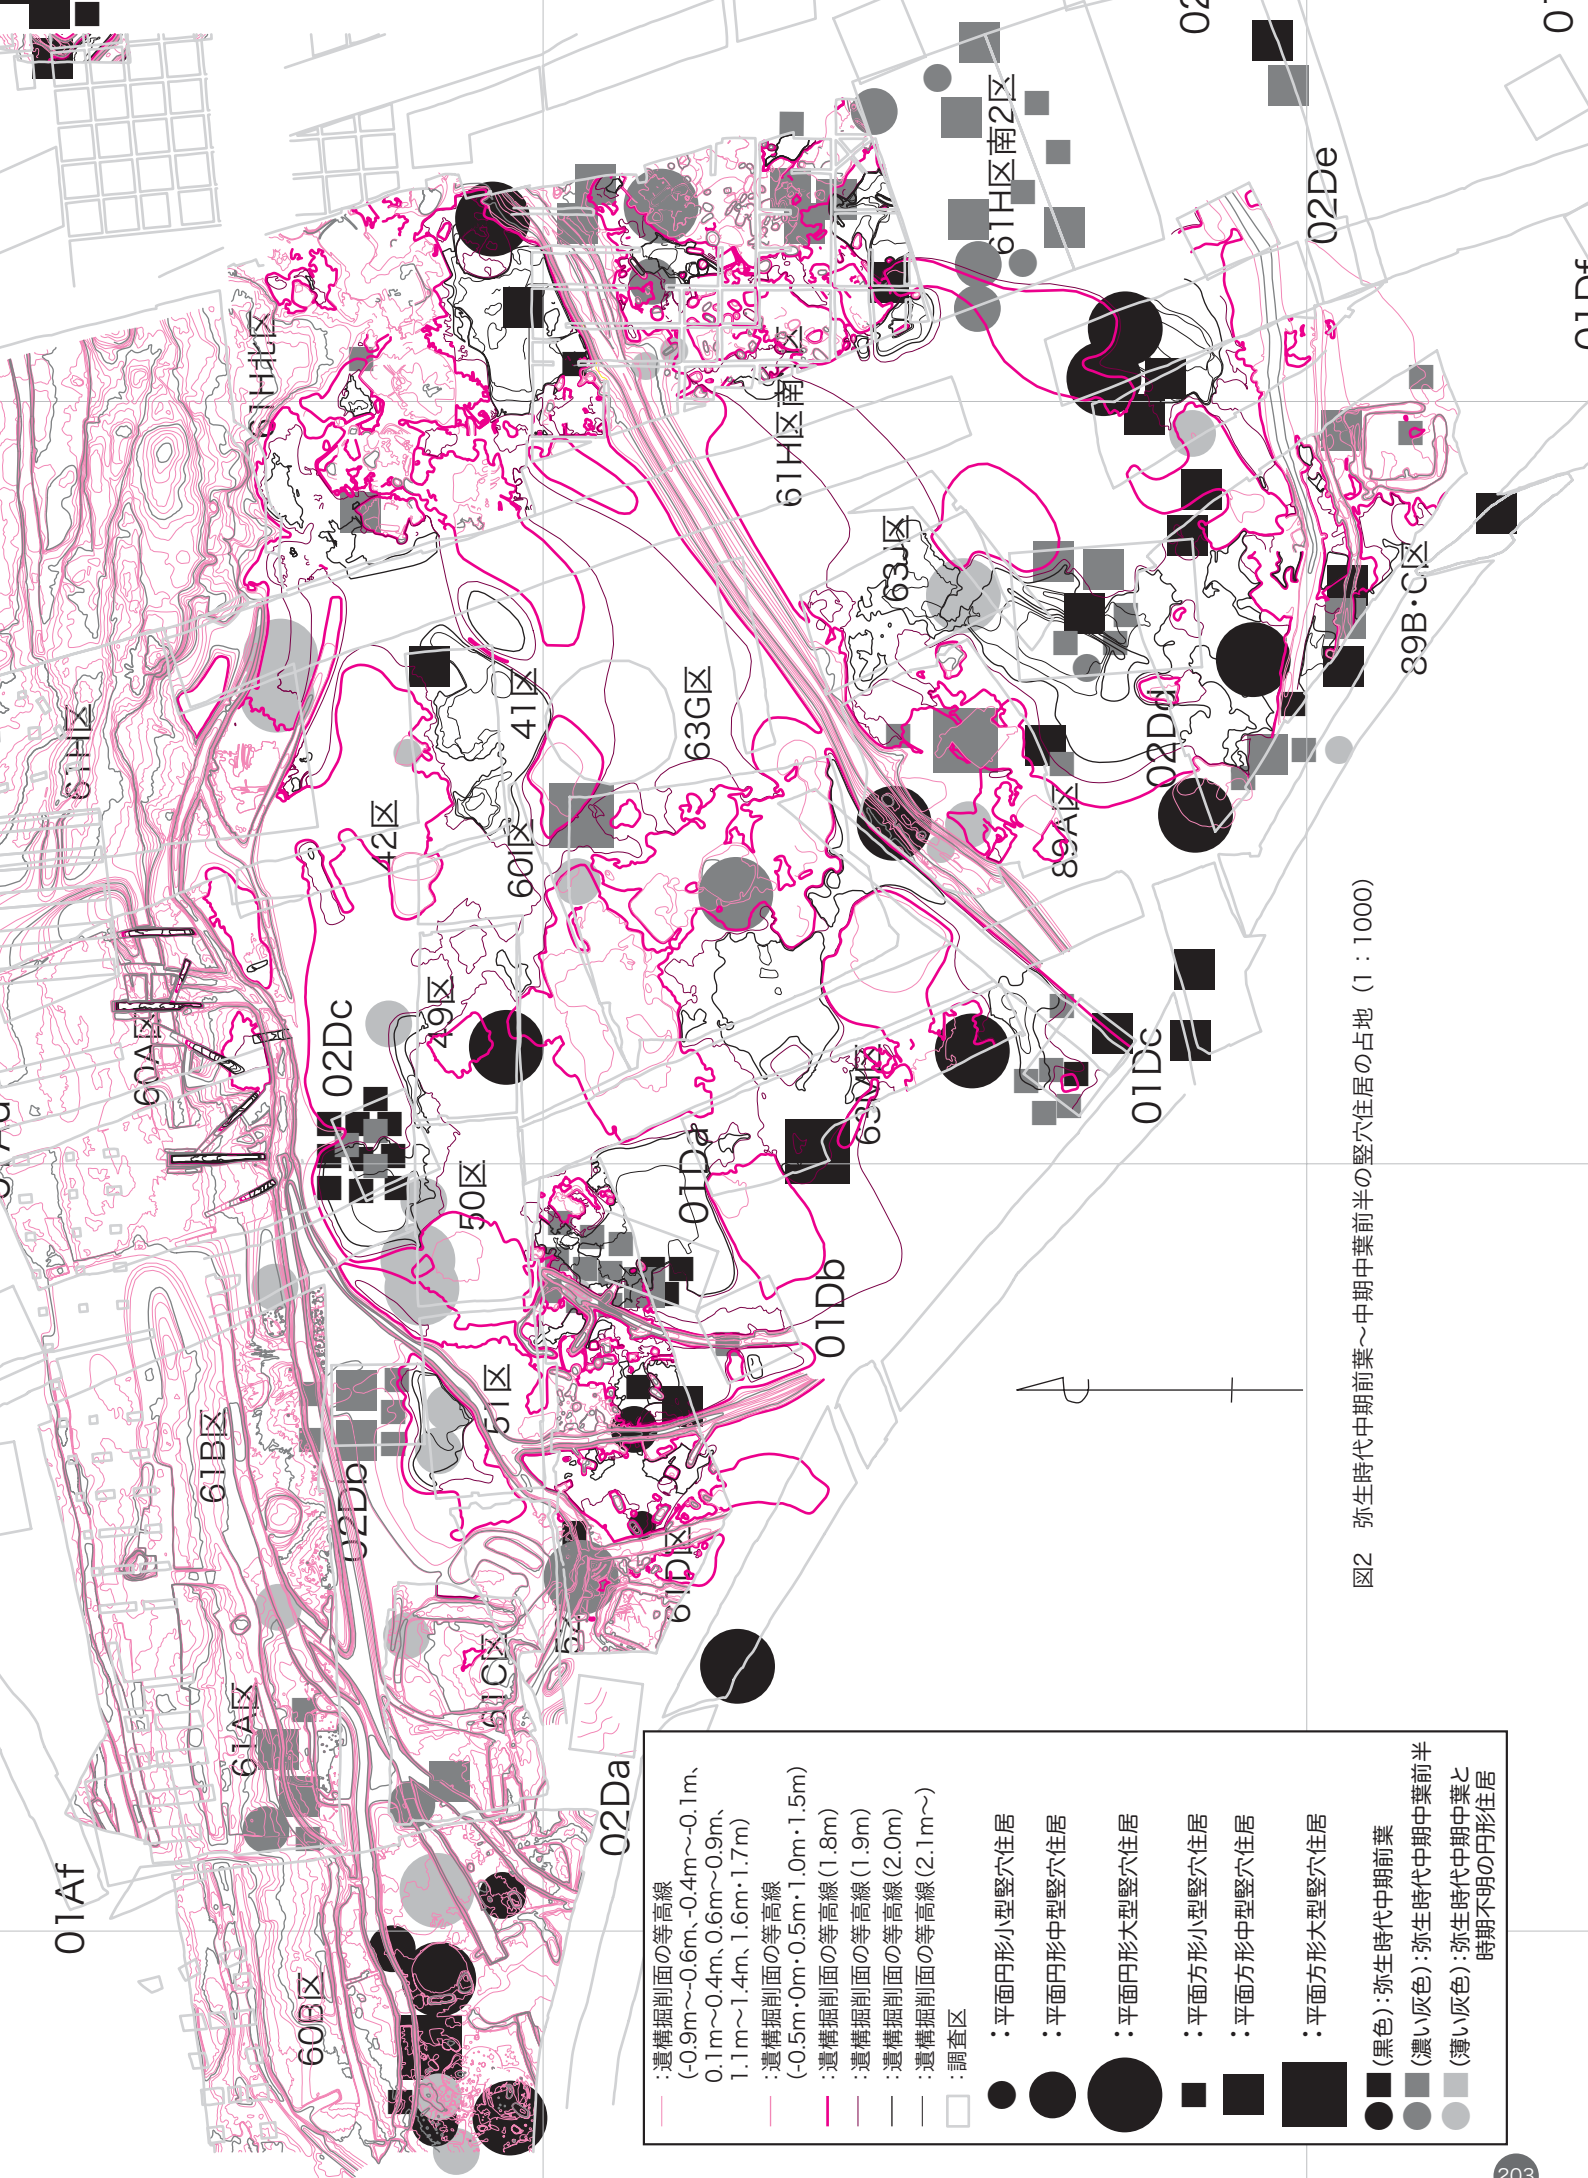 01Af
60B区
61A区
61B区
60A区
61H区
61H北区
02Da
61C区
02Db
51区
50区
02Dc
49区
42区
60I区
41区
61D区
01Db
01Da
63M区
63G区
61H区南
区
61H区南2区
63J区
89A区
01Dc
02Dd
89B・C区
02De
01Df
図2 弥生時代中期前葉～中期中葉前半の竪穴住居の占地 (1：1000)
:遺構掘削面の等高線
(-0.9m～-0.6m、-0.4m～-0.1m、
0.1m～0.4m、0.6m～0.9m、
1.1m～1.4m、1.6m・1.7m)
:遺構掘削面の等高線
(-0.5m・0m・0.5m・1.0m・1.5m)
:遺構掘削面の等高線(1.8m)
:遺構掘削面の等高線(1.9m)
:遺構掘削面の等高線(2.0m)
:遺構掘削面の等高線(2.1m～)
:調査区
:平面円形小型竪穴住居
:平面円形中型竪穴住居
:平面円形大型竪穴住居
:平面方形小型竪穴住居
:平面方形中型竪穴住居
:平面方形大型竪穴住居
(黒色):弥生時代中期前葉
(濃い灰色):弥生時代中期中葉前半
(薄い灰色):弥生時代中期中葉と
時期不明の円形住居
203